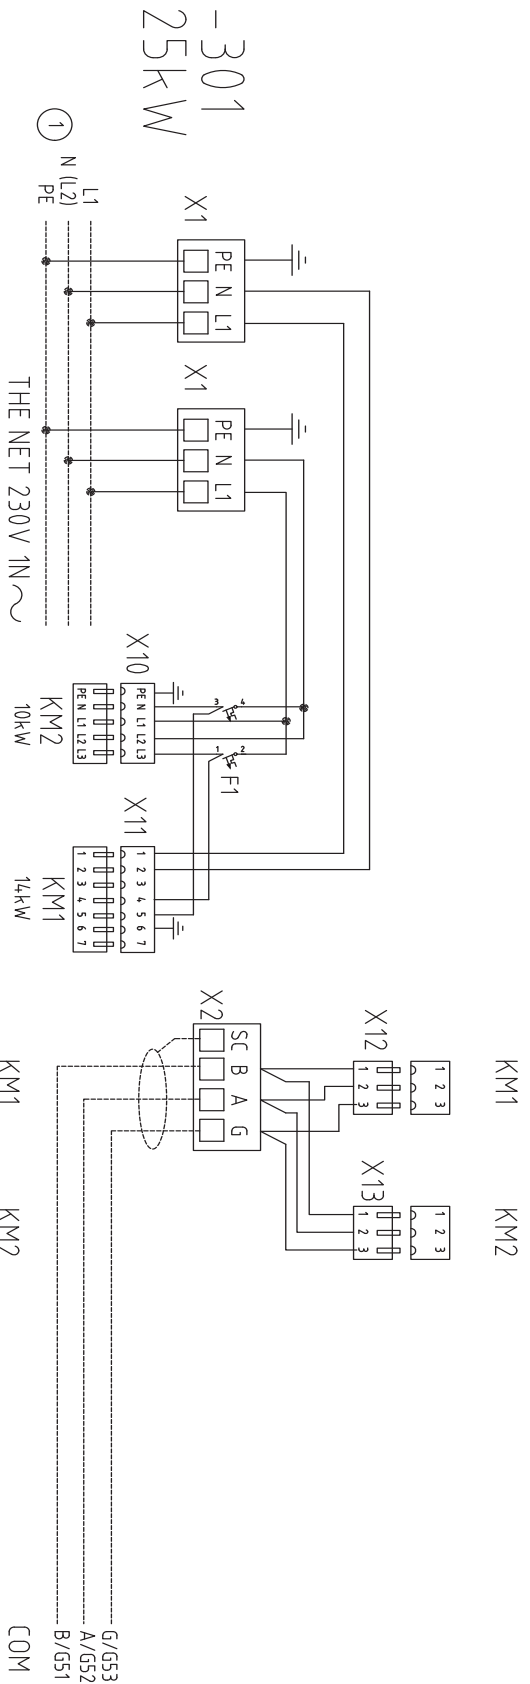 -301
25kW
1
L1
N (L2)
PE
X1
PE N L1
X1
PE N L1
THE NET 230V 1N~
X10
PE N L1 L2 L3
PE N L1 L2 L3
KM2
10kW
3 4
1 2
F1
X11
1 2 3 4 5 6 7
1 2 3 4 5 6 7
KM1
14kW
X2
SC B A G
X12
1 2 3
1 2 3
KM1
X13
1 2 3
1 2 3
KM2
KM1
KM2
G/G53
A/G52
B/G51
COM